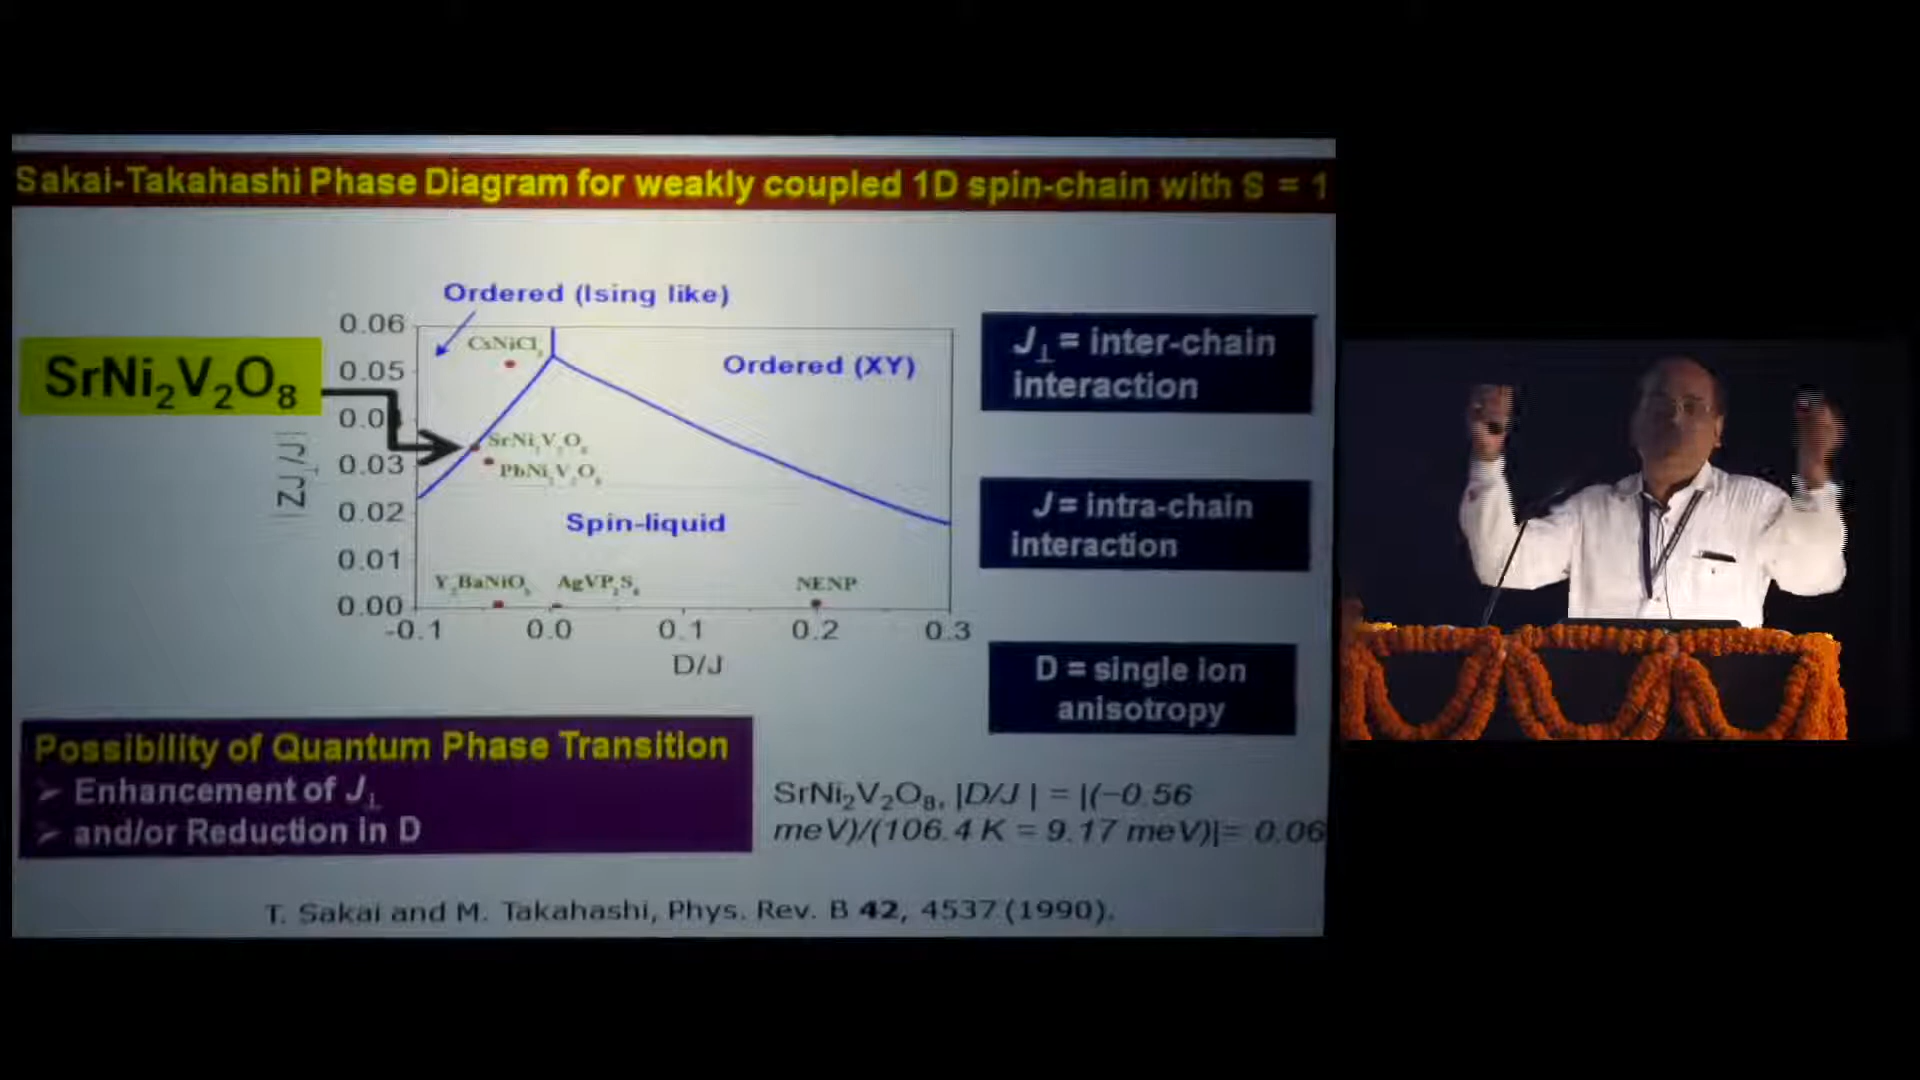 Sakai-Takahashi Phase Diagram for weakly coupled 1D spin-chain with S = 1
Ordered (Ising like)
SrNi₂V₂O₈
|ZJ⊥/J|
0.06
0.05
0.03
0.02
0.01
0.00
CsNiCl₃
Ordered (XY)
SrNi₂V₂O₈
PbNi₂V₂O₈
Spin-liquid
Y₂BaNiO₅
AgVP₂S₆
NENP
-0.1 0.0 0.1 0.2 0.3
D/J
J⊥ = inter-chain
interaction
J = intra-chain
interaction
D = single ion
anisotropy
Possibility of Quantum Phase Transition
➢ Enhancement of J⊥
➢ and/or Reduction in D
SrNi₂V₂O₈, |D/J | = |(−0.56
meV)/(106.4 K = 9.17 meV)|= 0.06
T. Sakai and M. Takahashi, Phys. Rev. B 42, 4537 (1990).